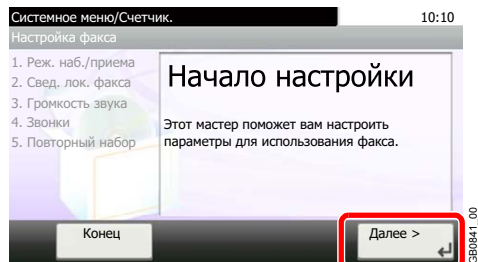 Системное меню/Счетчик.
10:10
Настройка факса
1. Реж. наб./приема
2. Свед. лок. факса
3. Громкость звука
4. Звонки
5. Повторный набор
Начало настройки
Этот мастер поможет вам настроить
параметры для использования факса.
Конец
Далее >
GB0841_00